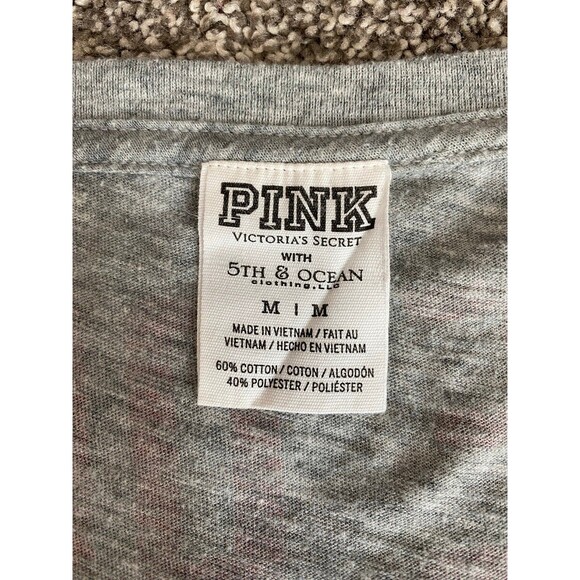 PINK
VICTORIA'S SECRET
WITH
5TH & OCEAN
clothing, LLC
M | M
MADE IN VIETNAM / FAIT AU
VIETNAM / HECHO EN VIETNAM
60% COTTON / COTON / ALGODÓN
40% POLYESTER / POLIÉSTER